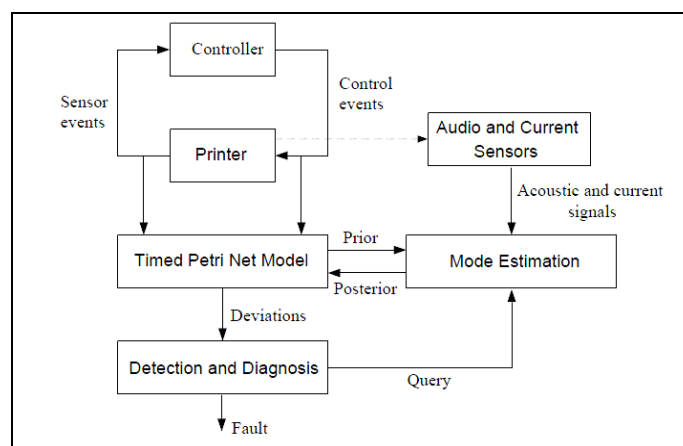 Controller
Sensor
events
Control
events
Printer
Audio and Current
Sensors
Acoustic and current
signals
Timed Petri Net Model
Prior
Posterior
Mode Estimation
Deviations
Detection and Diagnosis
Query
Fault